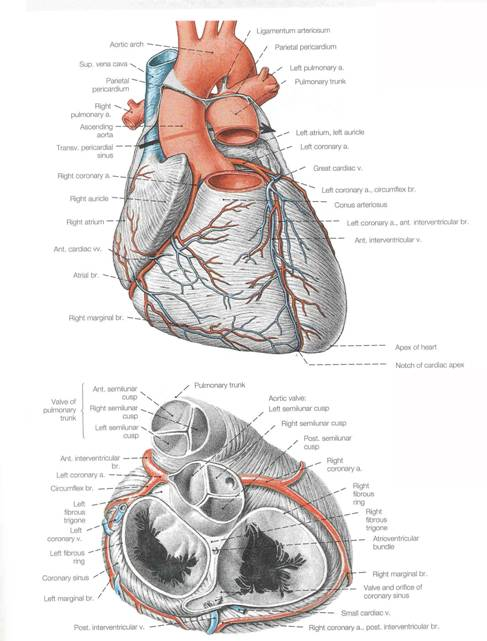 Ligamentum arteriosum
Aortic arch
Parietal pericardium
Sup. vena cava
Left pulmonary a.
Parietal
pericardium
Pulmonary trunk
Right
pulmonary a.
Ascending
aorta
Left atrium, left auricle
Transv. pericardial
sinus
Left coronary a.
Great cardiac v.
Right coronary a.
Left coronary a., circumflex br.
Right auricle
Conus arteriosus
Right atrium
Left coronary a., ant. interventricular br.
Ant. interventricular v.
Ant. cardiac vv.
Atrial br.
Right marginal br.
Apex of heart
Notch of cardiac apex
Pulmonary trunk
Valve of
pulmonary
trunk
Ant. semilunar
cusp
Right semilunar
cusp
Left semilunar
cusp
Aortic valve:
Left semilunar cusp
Right semilunar cusp
Post. semilunar
cusp
Ant. interventricular
br.
Right
coronary a.
Left coronary a.
Circumflex br.
Right
fibrous
ring
Left
fibrous
trigone
Right
fibrous
trigone
Left
coronary v.
Atrioventricular
bundle
Left fibrous
ring
Coronary sinus
Right marginal br.
Valve and orifice of
coronary sinus
Left marginal br.
Small cardiac v.
Post. interventricular v.
Right coronary a., post. interventricular br.